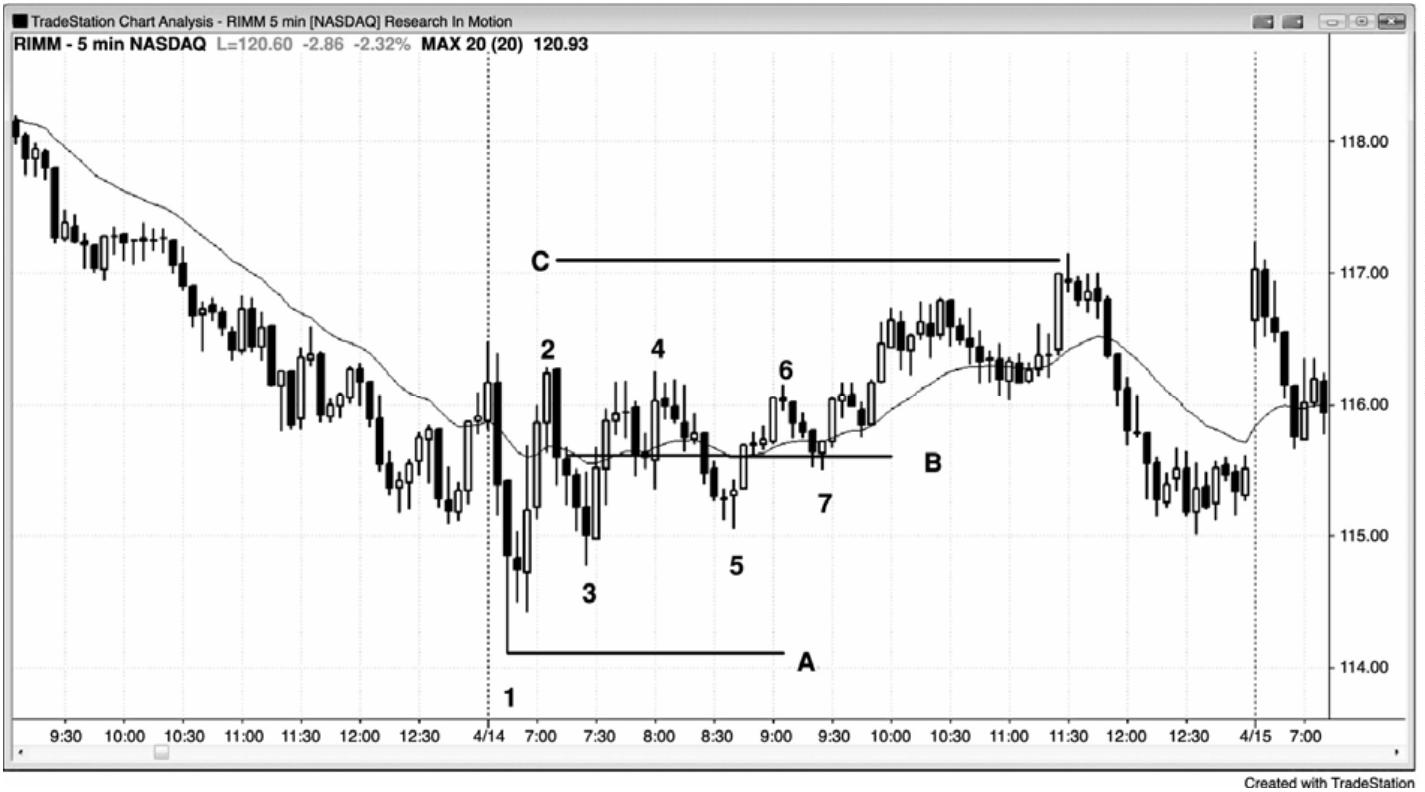 TradeStation Chart Analysis - RIMM 5 min [NASDAQ] Research In Motion
RIMM - 5 min NASDAQ L=120.60 -2.86 -2.32% MAX 20 (20) 120.93
118.00
C
117.00
2
4
6
116.00
B
7
115.00
5
3
A
114.00
1
9:30 10:00 10:30 11:00 11:30 12:00 12:30 4/14 7:00 7:30 8:00 8:30 9:00 9:30 10:00 10:30 11:00 11:30 12:00 12:30 4/15 7:00
Created with TradeStation